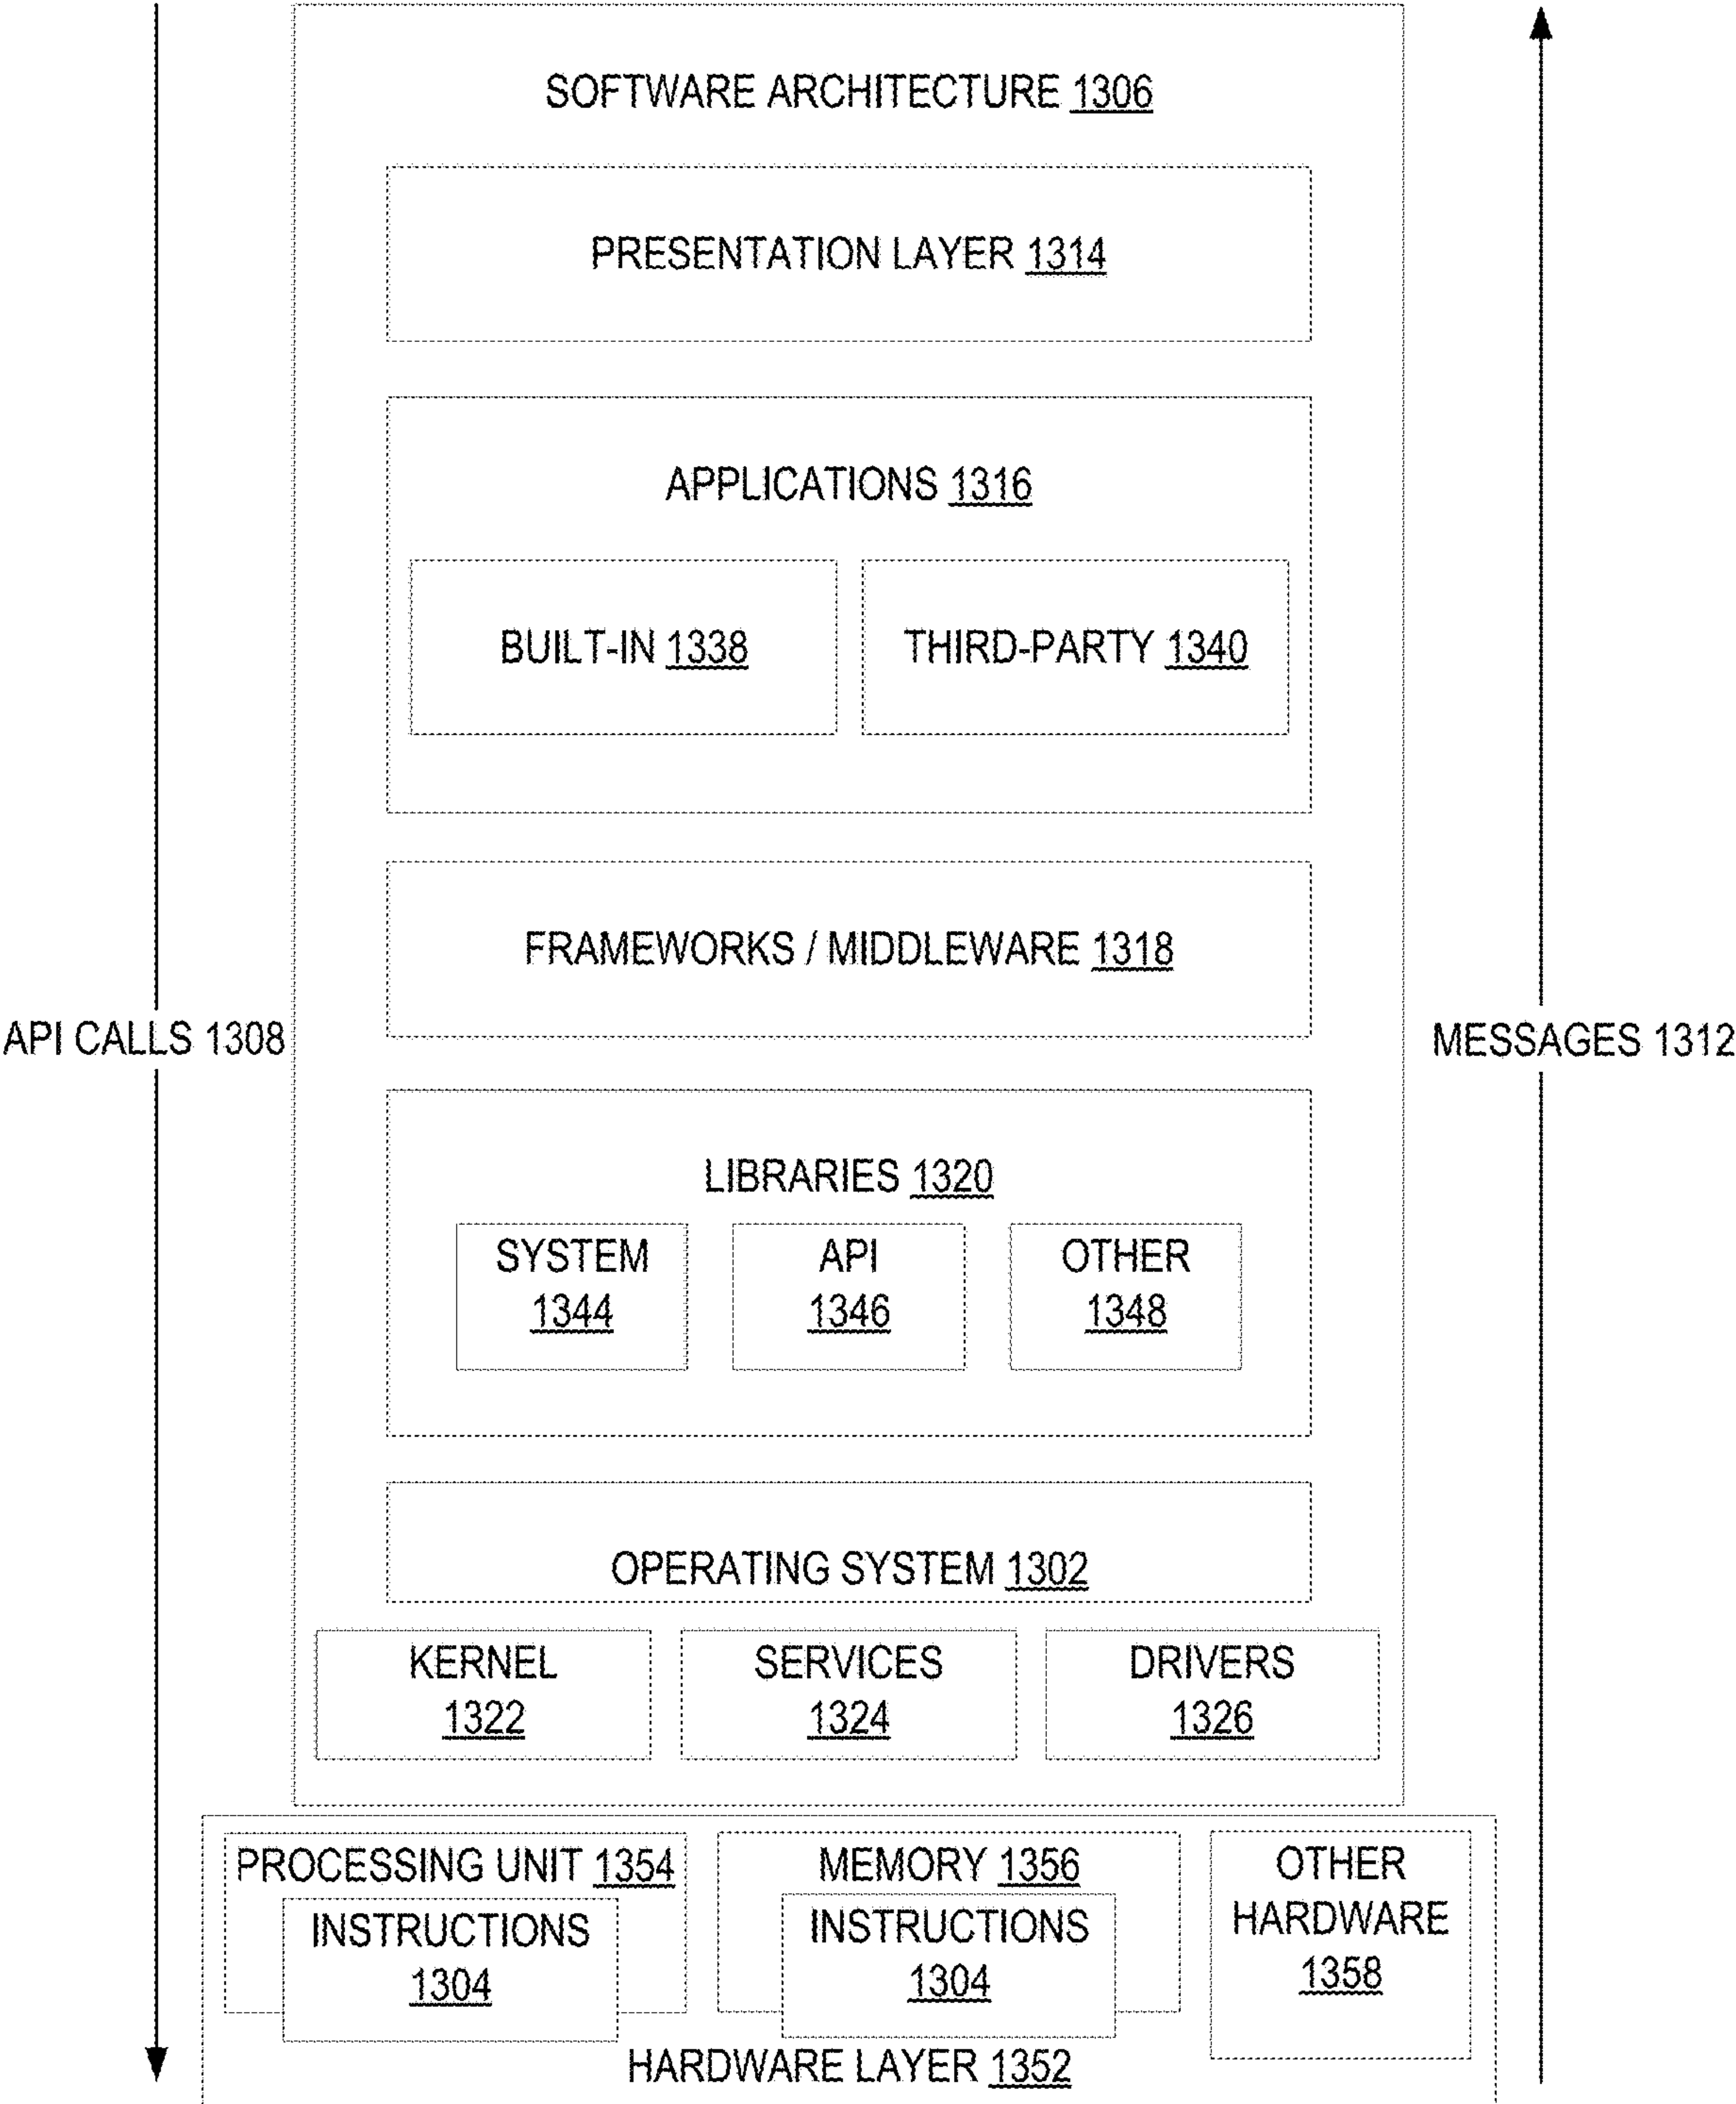 SOFTWARE ARCHITECTURE 1306
PRESENTATION LAYER 1314
APPLICATIONS 1316
BUILT-IN 1338
THIRD-PARTY 1340
FRAMEWORKS / MIDDLEWARE 1318
API CALLS 1308
MESSAGES 1312
LIBRARIES 1320
SYSTEM
1344
API
1346
OTHER
1348
OPERATING SYSTEM 1302
KERNEL
1322
SERVICES
1324
DRIVERS
1326
PROCESSING UNIT 1354
INSTRUCTIONS
1304
MEMORY 1356
INSTRUCTIONS
1304
OTHER
HARDWARE
1358
HARDWARE LAYER 1352